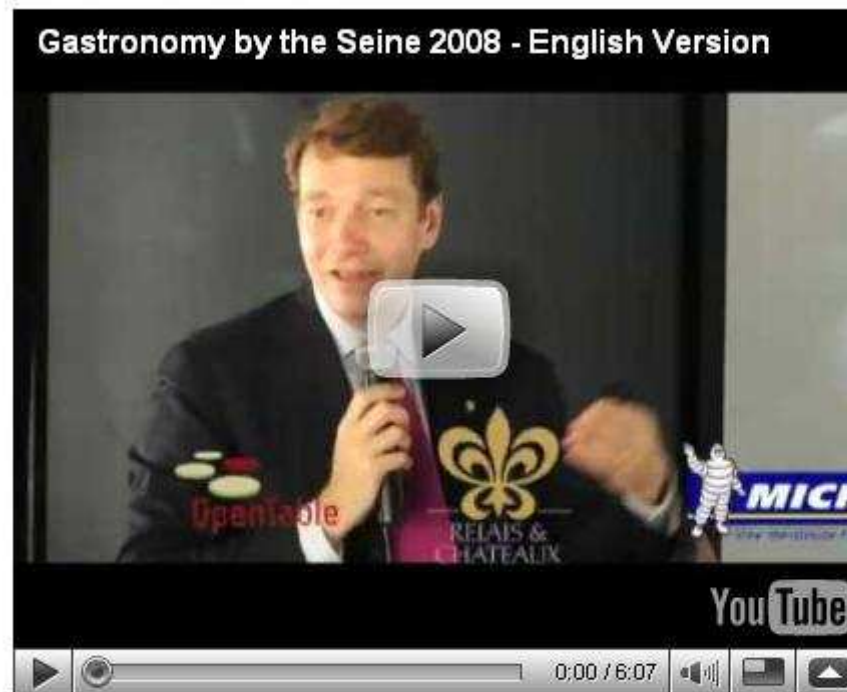 Gastronomy by the Seine 2008 - English Version
OpenTable
RELAIS &
CHATEAUX
MICH
YouTube
0:00 / 6:07